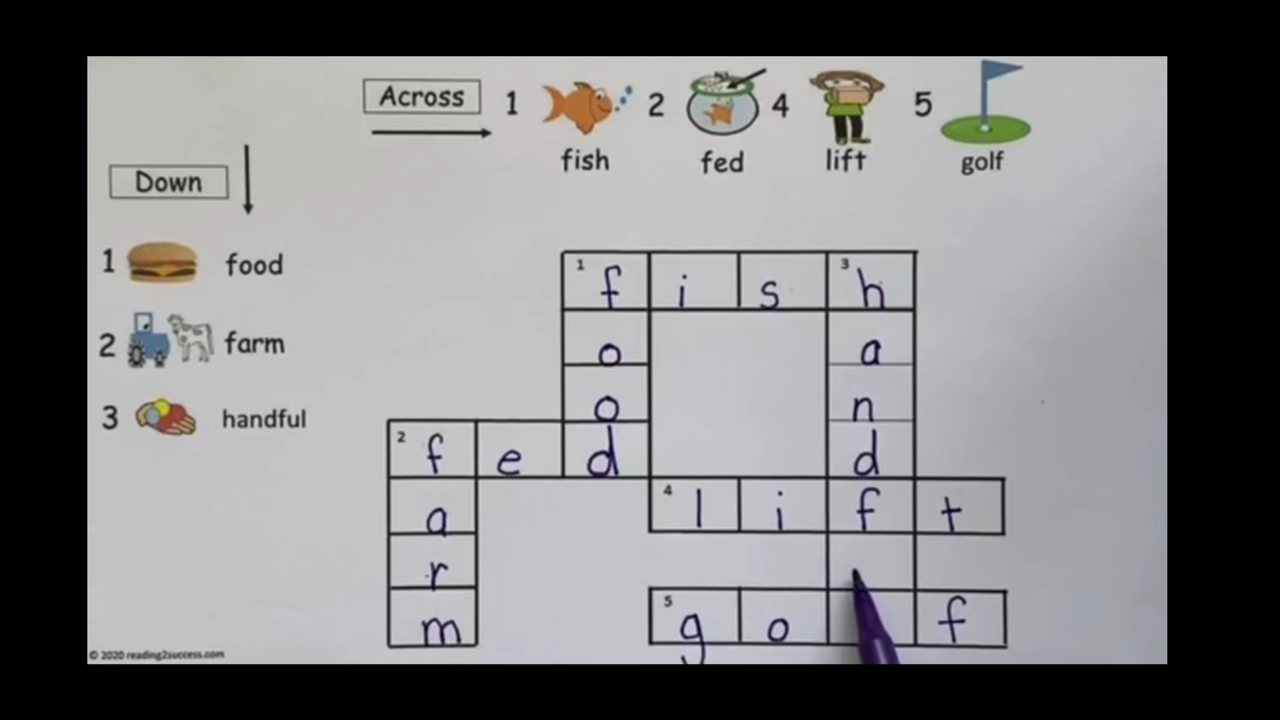 Across 1 2 4 5
fish fed lift golf
Down
1 food
2 farm
3 handful
1 f i s 3 h
o a
o n
2 f e d d
a 4 l i f t
r
m 5 g o f
© 2020 reading2success.com